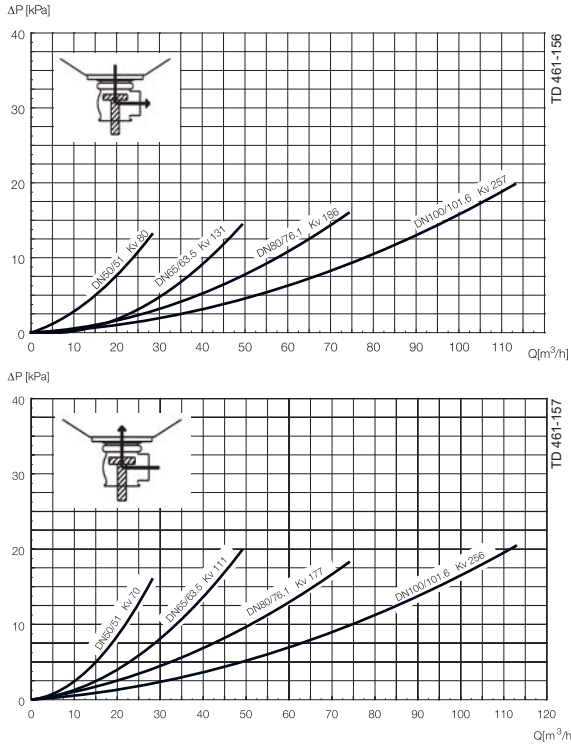 ΔP [kPa]
40
30
20
10
0
TD 461-156
DN50/51 Kv 80
DN65/63.5 Kv 131
DN80/76.1 Kv 186
DN100/101.6 Kv 257
0 10 20 30 40 50 60 70 80 90 100 110
Q[m³/h]
ΔP [kPa]
40
30
20
10
0
TD 461-157
DN50/51 Kv 70
DN65/63.5 Kv 111
DN80/76.1 Kv 177
DN100/101.6 Kv 256
0 10 20 30 40 50 60 70 80 90 100 110 120
Q[m³/h]